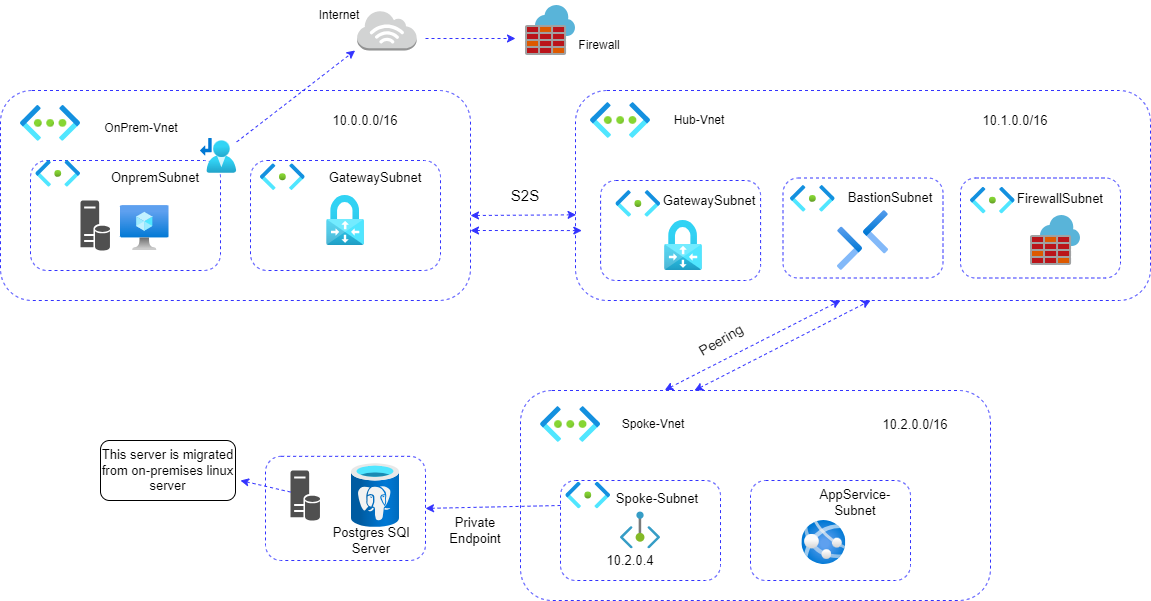 Internet
Firewall
OnPrem-Vnet
10.0.0.0/16
OnpremSubnet
GatewaySubnet
S2S
Hub-Vnet
10.1.0.0/16
GatewaySubnet
BastionSubnet
FirewallSubnet
Peering
Spoke-Vnet
10.2.0.0/16
This server is migrated
from on-premises linux
server
Postgres SQl
Server
Private
Endpoint
Spoke-Subnet
10.2.0.4
AppService-
Subnet